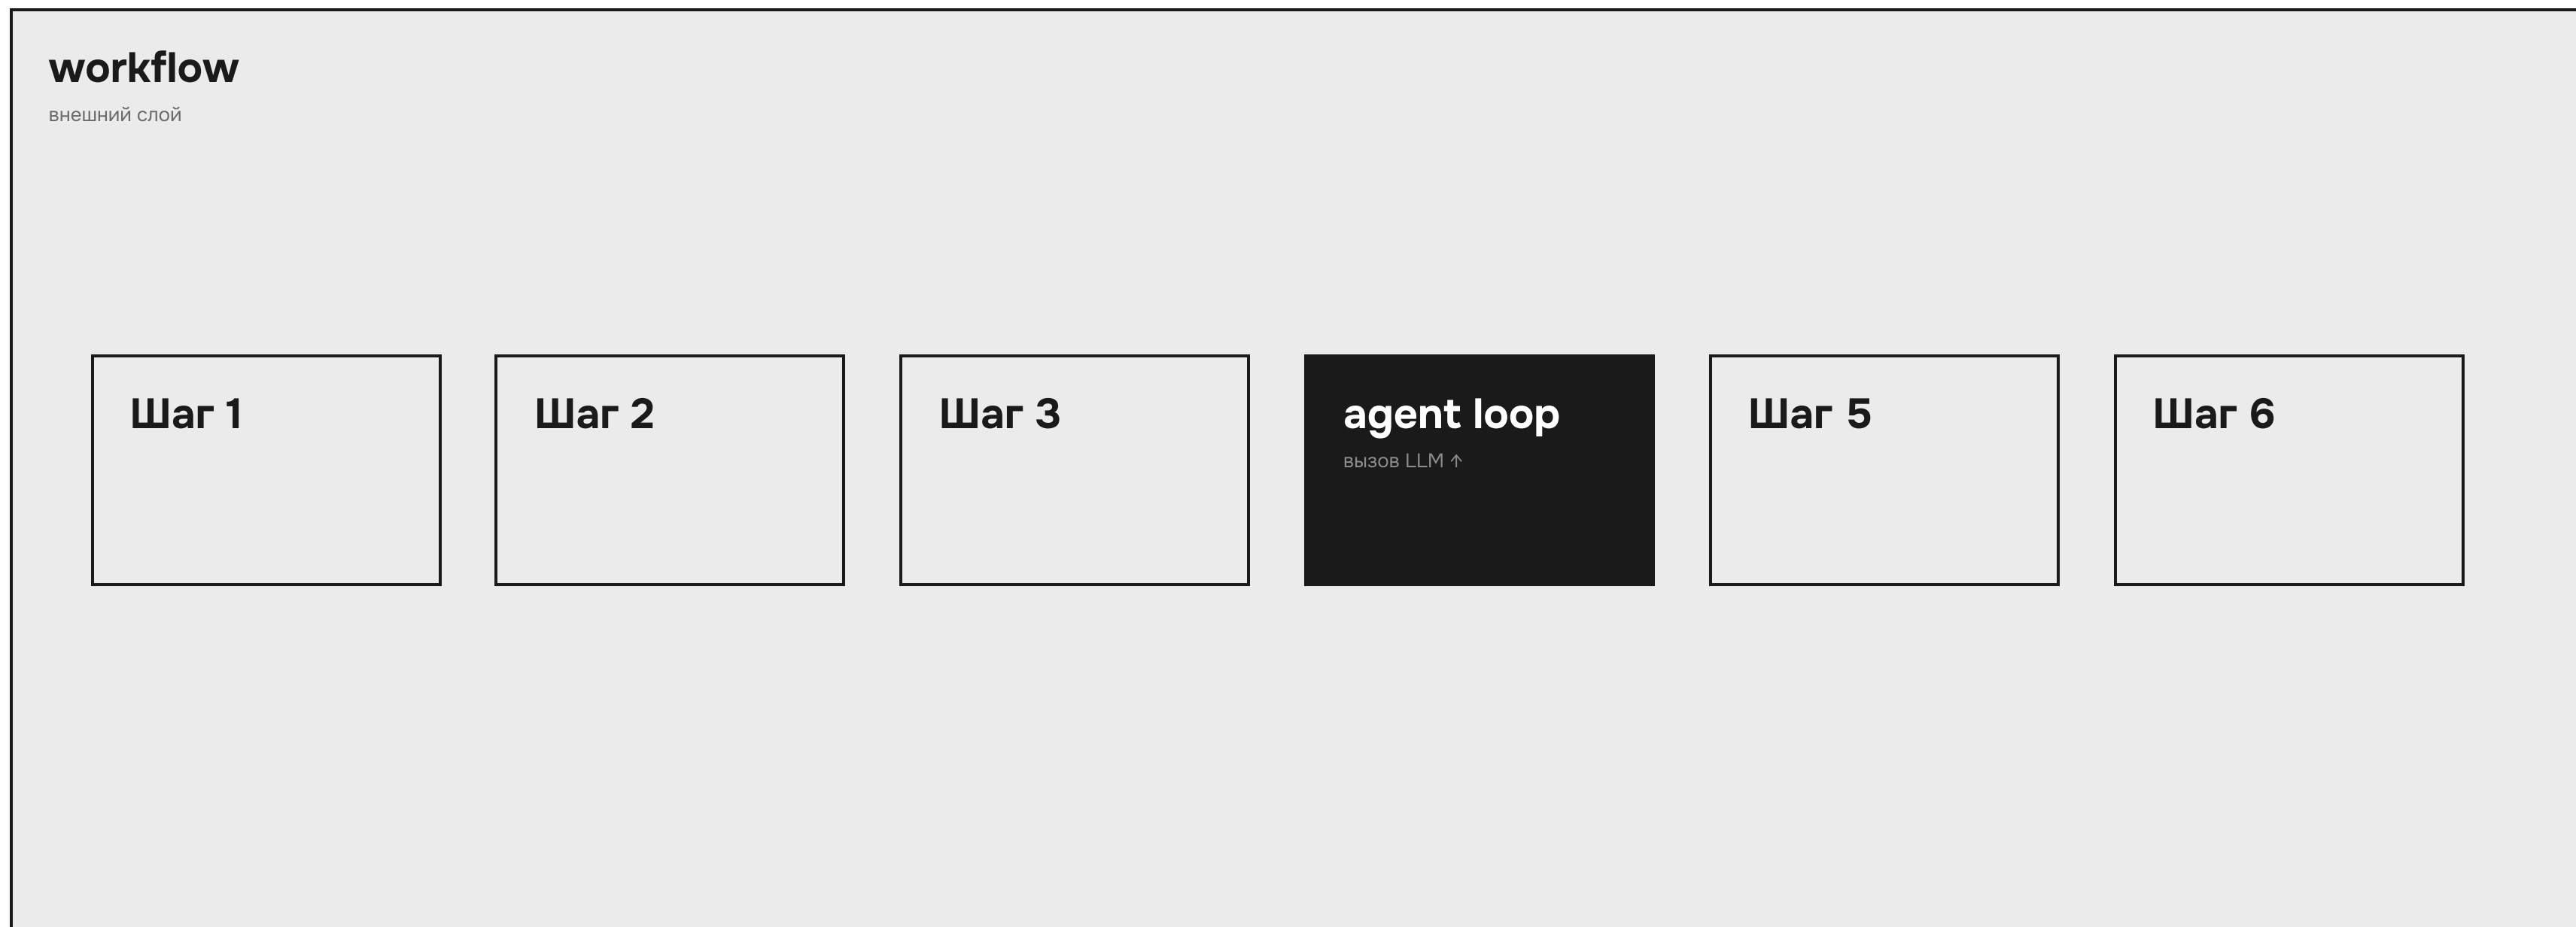 workflow
внешний слой
Шаг 1
Шаг 2
Шаг 3
agent loop
вызов LLM ↑
Шаг 5
Шаг 6